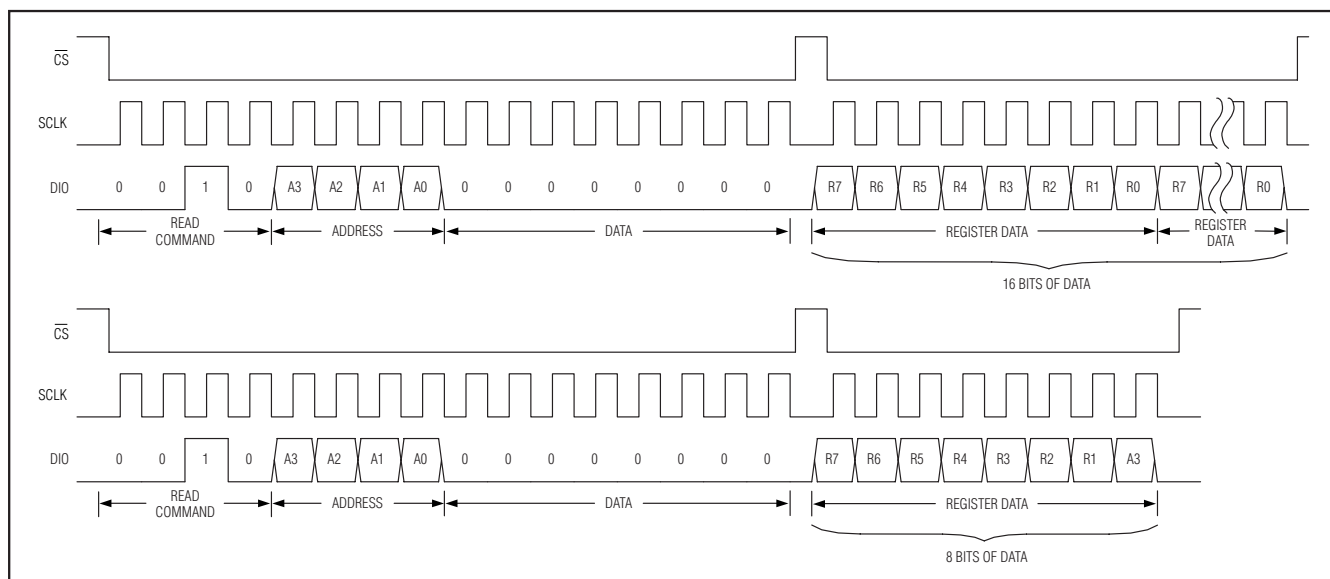 CS
SCLK
DIO 0 0 1 0 A3 A2 A1 A0 0 0 0 0 0 0 0 0 R7 R6 R5 R4 R3 R2 R1 R0 R7 R0
READ COMMAND ADDRESS DATA REGISTER DATA REGISTER DATA
16 BITS OF DATA
CS
SCLK
DIO 0 0 1 0 A3 A2 A1 A0 0 0 0 0 0 0 0 0 R7 R6 R5 R4 R3 R2 R1 A3
READ COMMAND ADDRESS DATA REGISTER DATA
8 BITS OF DATA